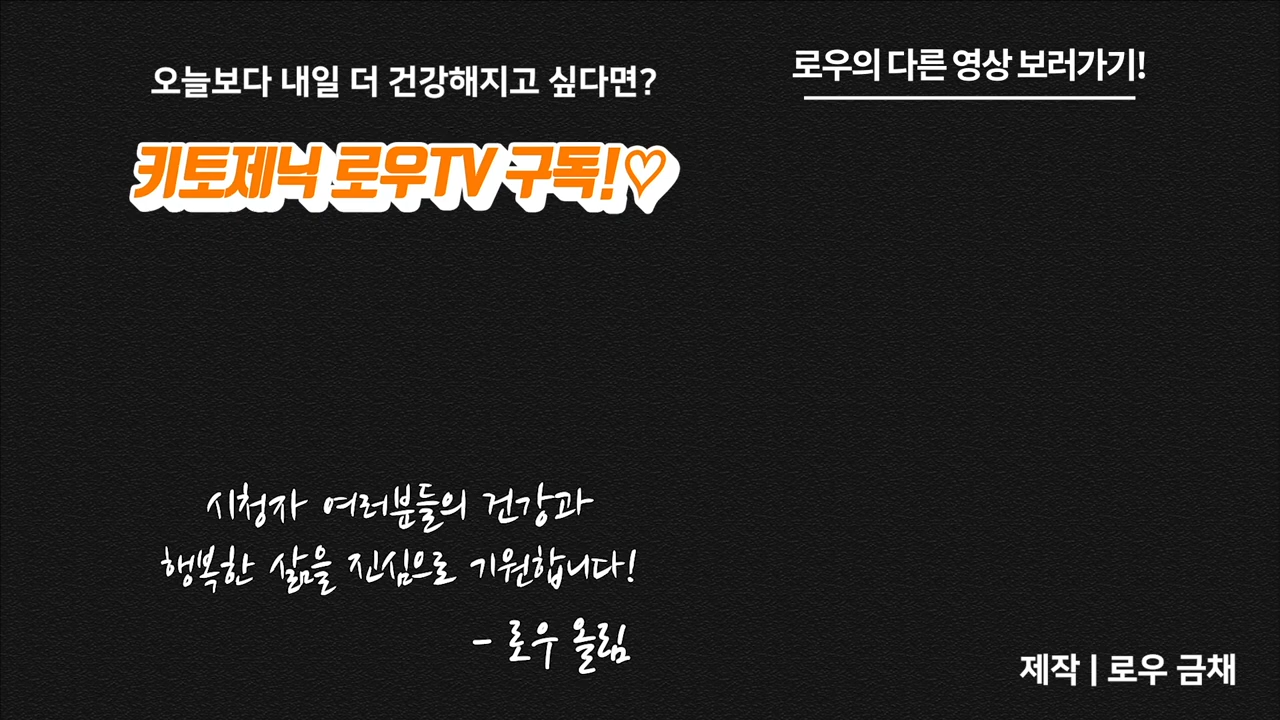 오늘보다 내일 더 건강해지고 싶다면?
키토제닉 로우TV 구독!♡
로우의 다른 영상 보러가기!
시청자 여러분들의 건강과
행복한 삶을 진심으로 기원합니다!
- 로우 올림
제작 | 로우 금채